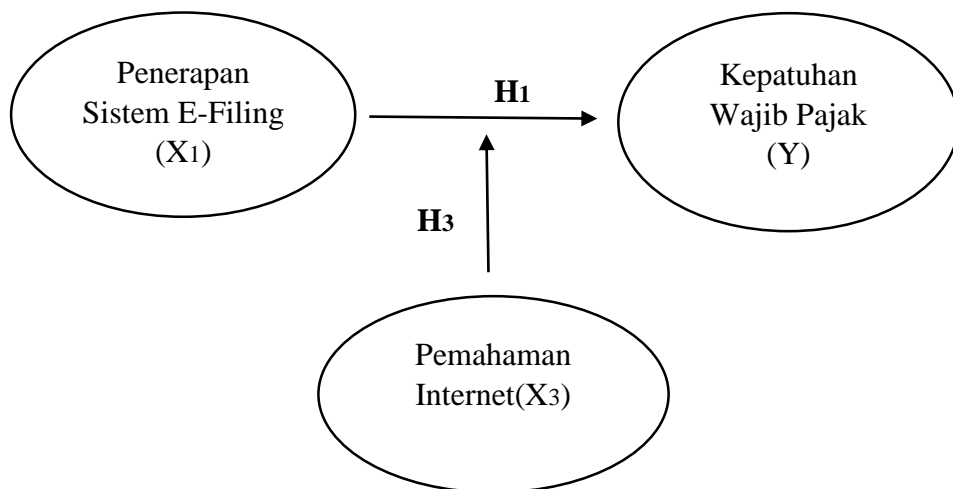 Penerapan
Sistem E-Filing
(X1)
H1
Kepatuhan
Wajib Pajak
(Y)
H3
Pemahaman
Internet(X3)